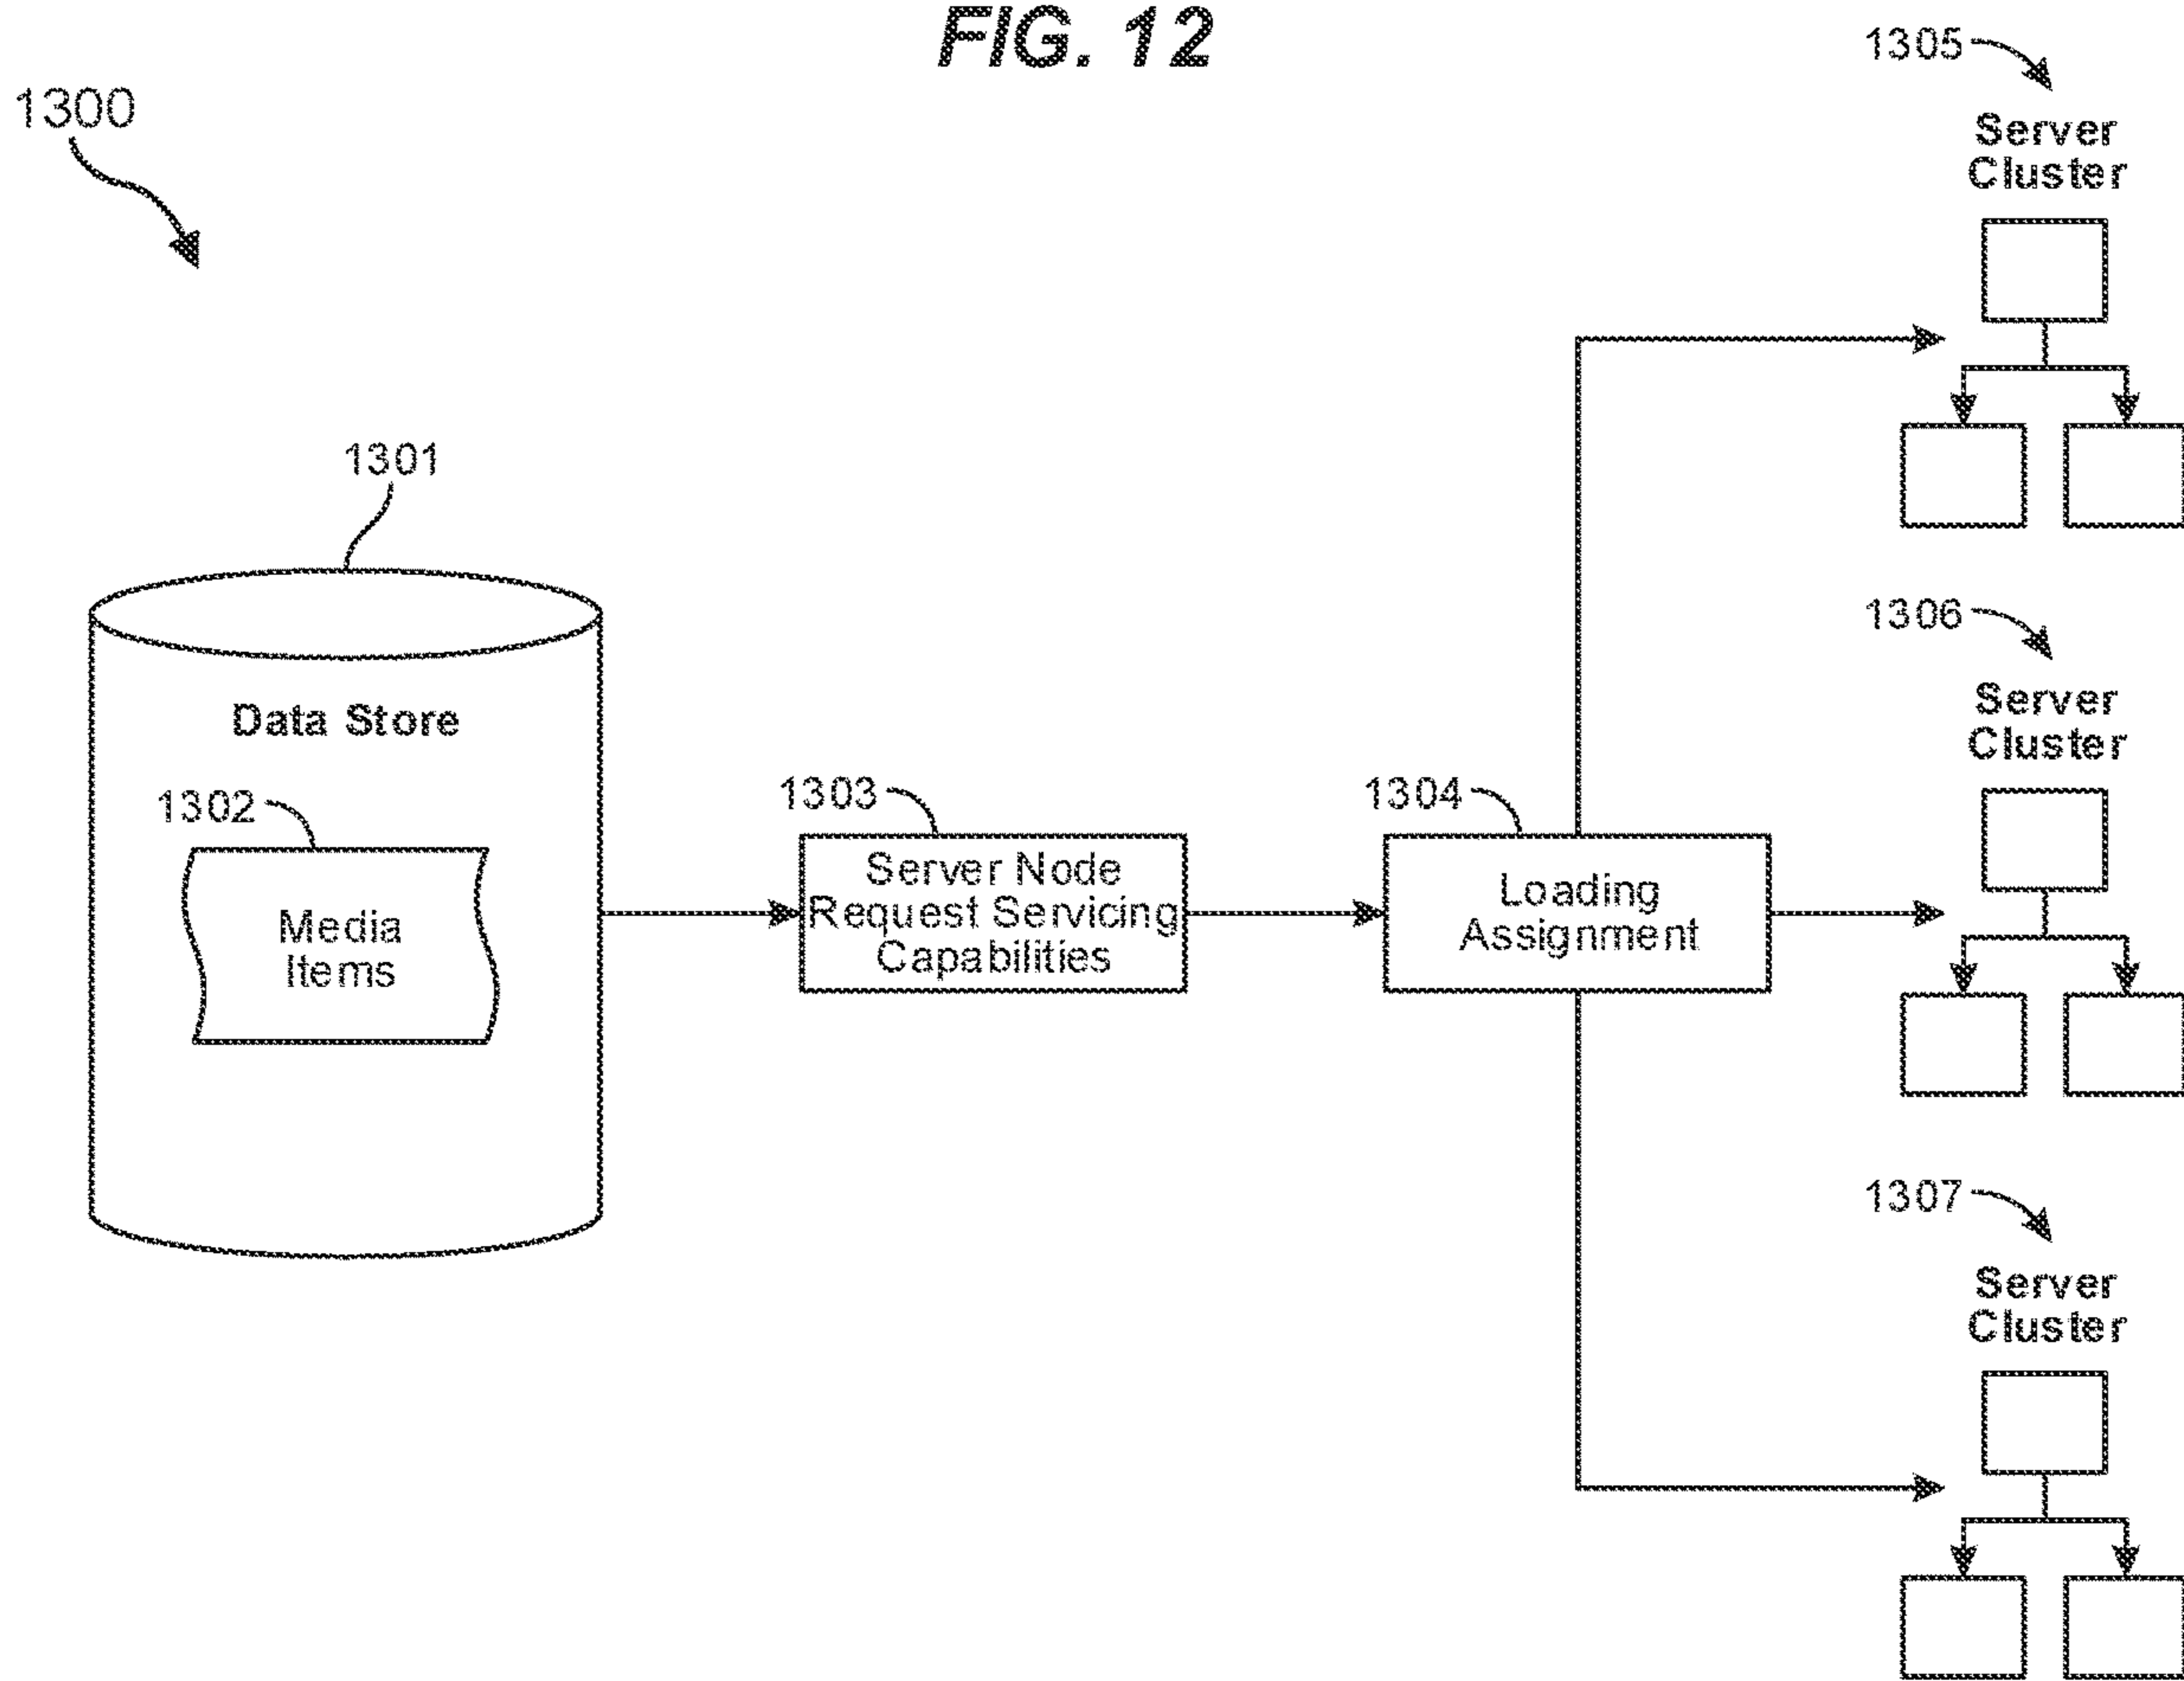 FIG. 12
1300
1305
Server
Cluster
1301
Data Store
1302
Media
Items
1303
Server Node
Request Servicing
Capabilities
1304
Loading
Assignment
1306
Server
Cluster
1307
Server
Cluster